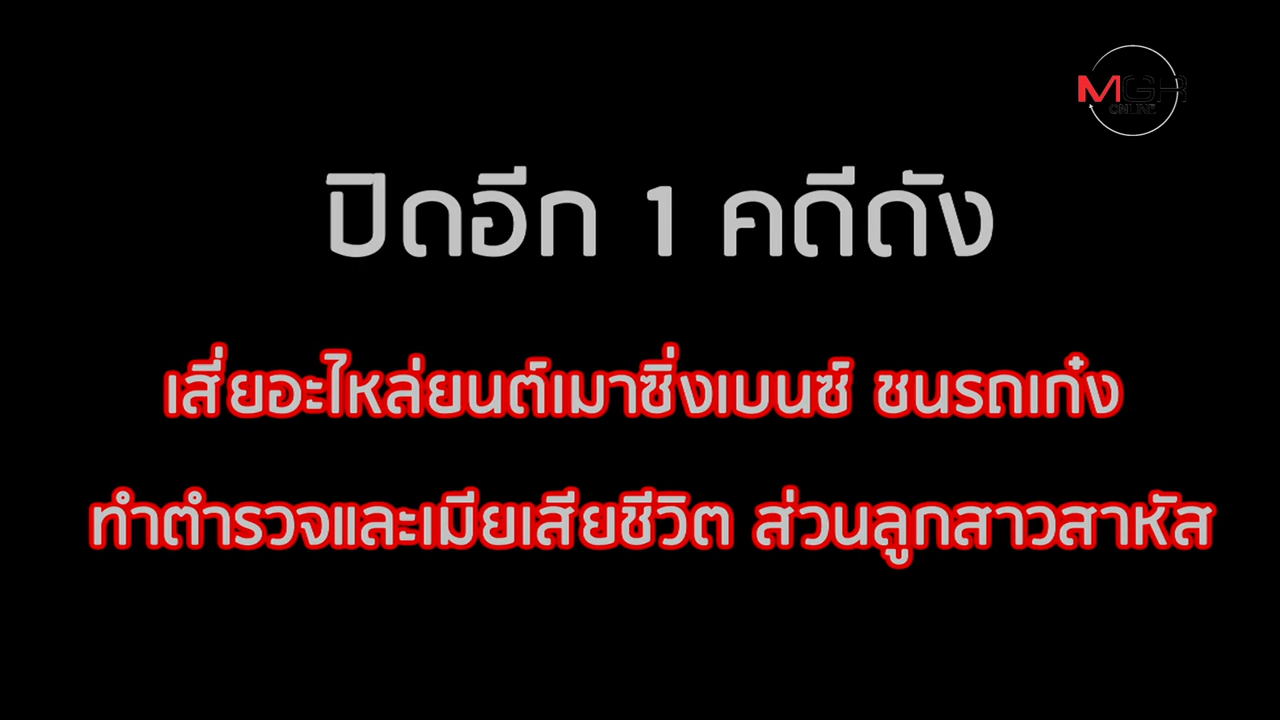 MGR
ONLINE
ปิดอีก 1 คดีดัง
เสี่ยอะไหล่ยนต์เมาซิ่งเบนซ์ ชนรถเก๋ง
ทำตำรวจและเมียเสียชีวิต ส่วนลูกสาวสาหัส